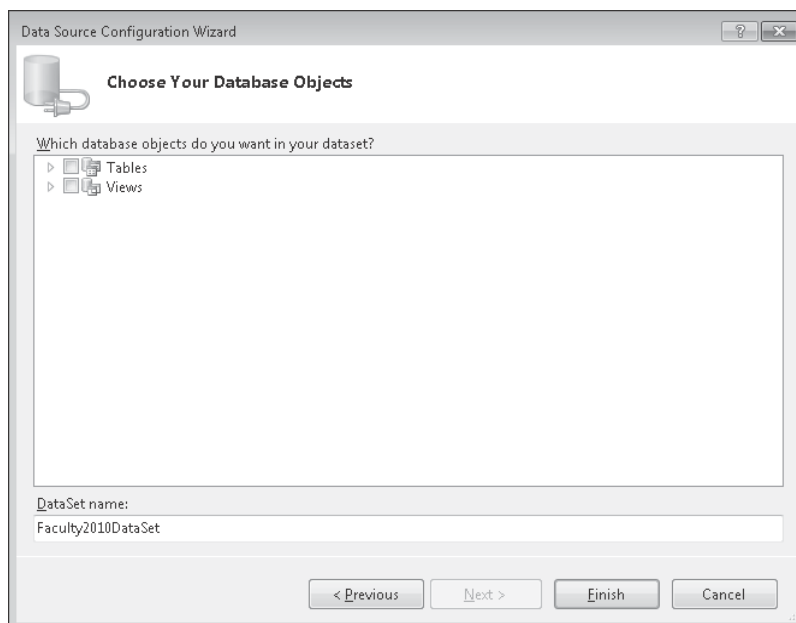 Data Source Configuration Wizard
?
Choose Your Database Objects
Which database objects do you want in your dataset?
Tables
Views
DataSet name:
Faculty2010DataSet
< Previous Next > Finish Cancel